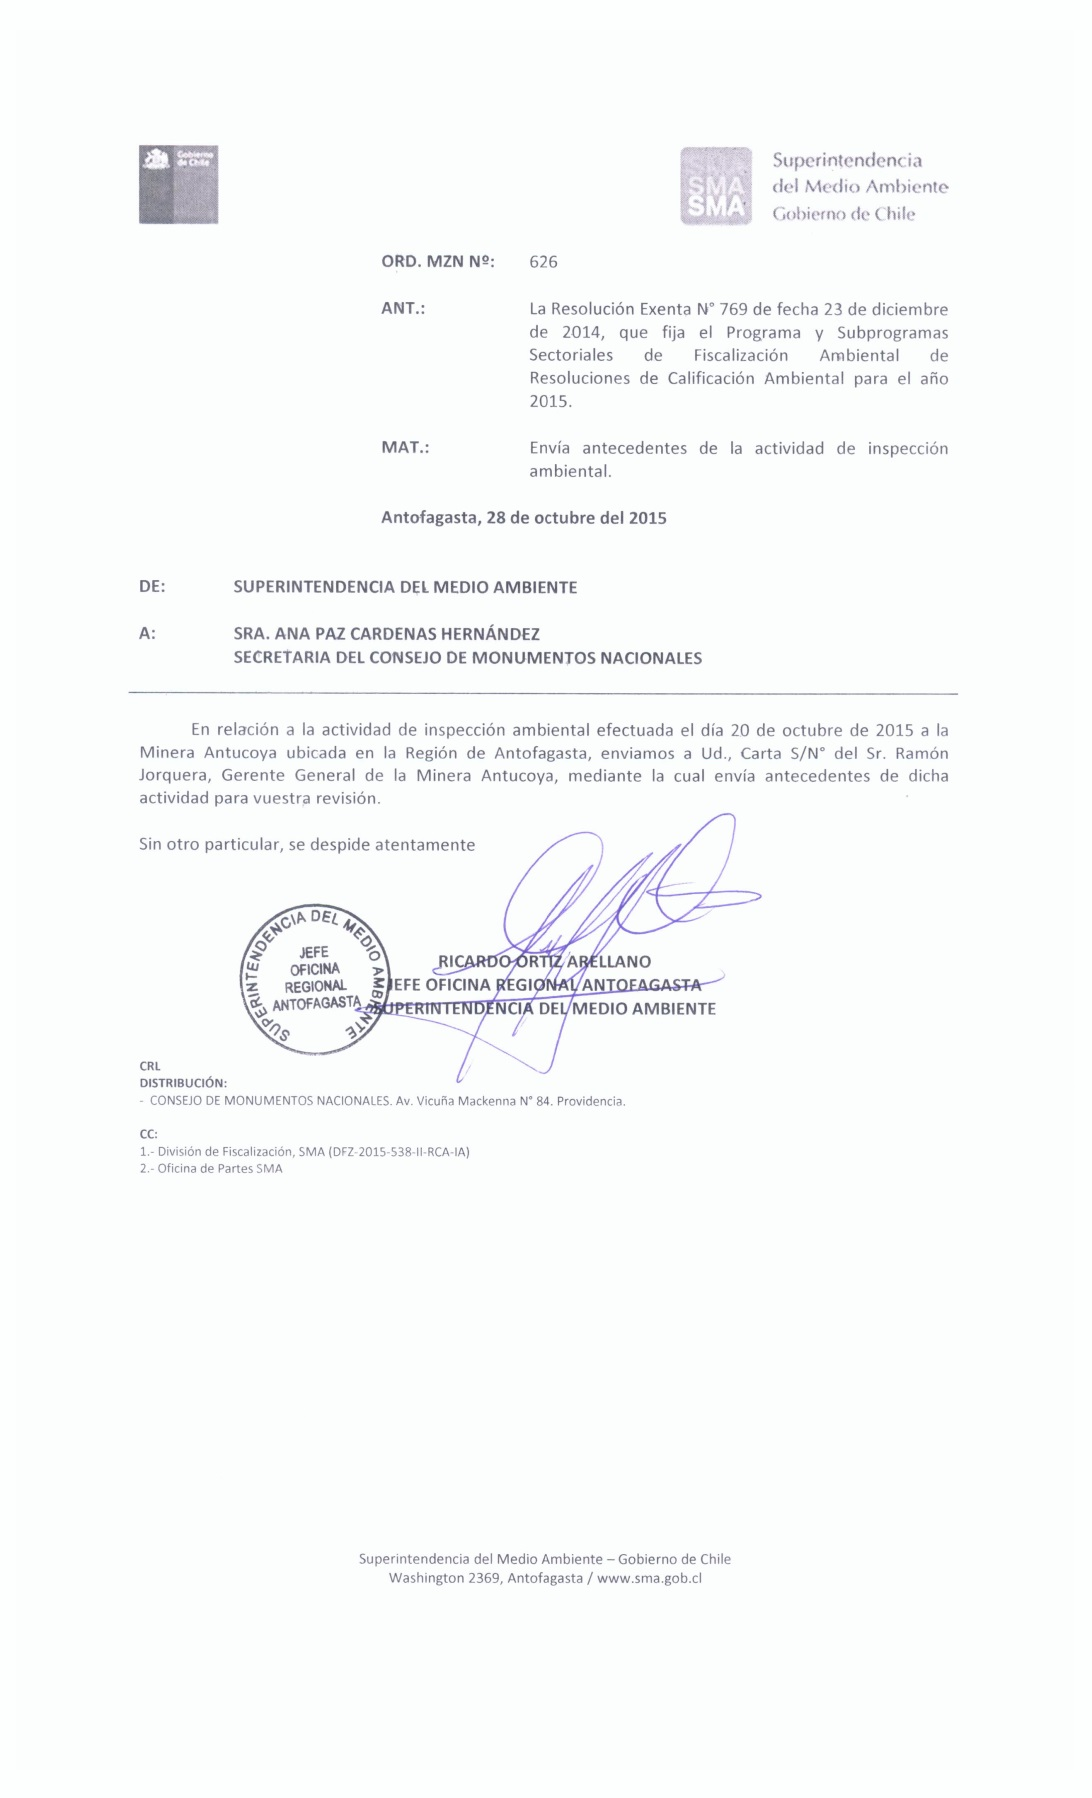 Gobierno
de Chile
SMA
SMA
Superintendencia
del Medio Ambiente
Gobierno de Chile
ORD. MZN Nº: 626
ANT.: La Resolución Exenta N° 769 de fecha 23 de diciembre
de 2014, que fija el Programa y Subprogramas
Sectoriales de Fiscalización Ambiental de
Resoluciones de Calificación Ambiental para el año
2015.
MAT.: Envía antecedentes de la actividad de inspección
ambiental.
Antofagasta, 28 de octubre del 2015
DE: SUPERINTENDENCIA DEL MEDIO AMBIENTE
A: SRA. ANA PAZ CARDENAS HERNÁNDEZ
SECRETARIA DEL CONSEJO DE MONUMENTOS NACIONALES
En relación a la actividad de inspección ambiental efectuada el día 20 de octubre de 2015 a la
Minera Antucoya ubicada en la Región de Antofagasta, enviamos a Ud., Carta S/N° del Sr. Ramón
Jorquera, Gerente General de la Minera Antucoya, mediante la cual envía antecedentes de dicha
actividad para vuestra revisión.
Sin otro particular, se despide atentamente
SUPERINTENDENCIA DEL MEDIO AMBIENTE
JEFE
OFICINA
REGIONAL
ANTOFAGASTA
RICARDO ORTIZ ARELLANO
JEFE OFICINA REGIONAL ANTOFAGASTA
SUPERINTENDENCIA DEL MEDIO AMBIENTE
CRL
DISTRIBUCIÓN:
- CONSEJO DE MONUMENTOS NACIONALES. Av. Vicuña Mackenna N° 84. Providencia.
CC:
1.- División de Fiscalización, SMA (DFZ-2015-538-II-RCA-IA)
2.- Oficina de Partes SMA
Superintendencia del Medio Ambiente – Gobierno de Chile
Washington 2369, Antofagasta / www.sma.gob.cl